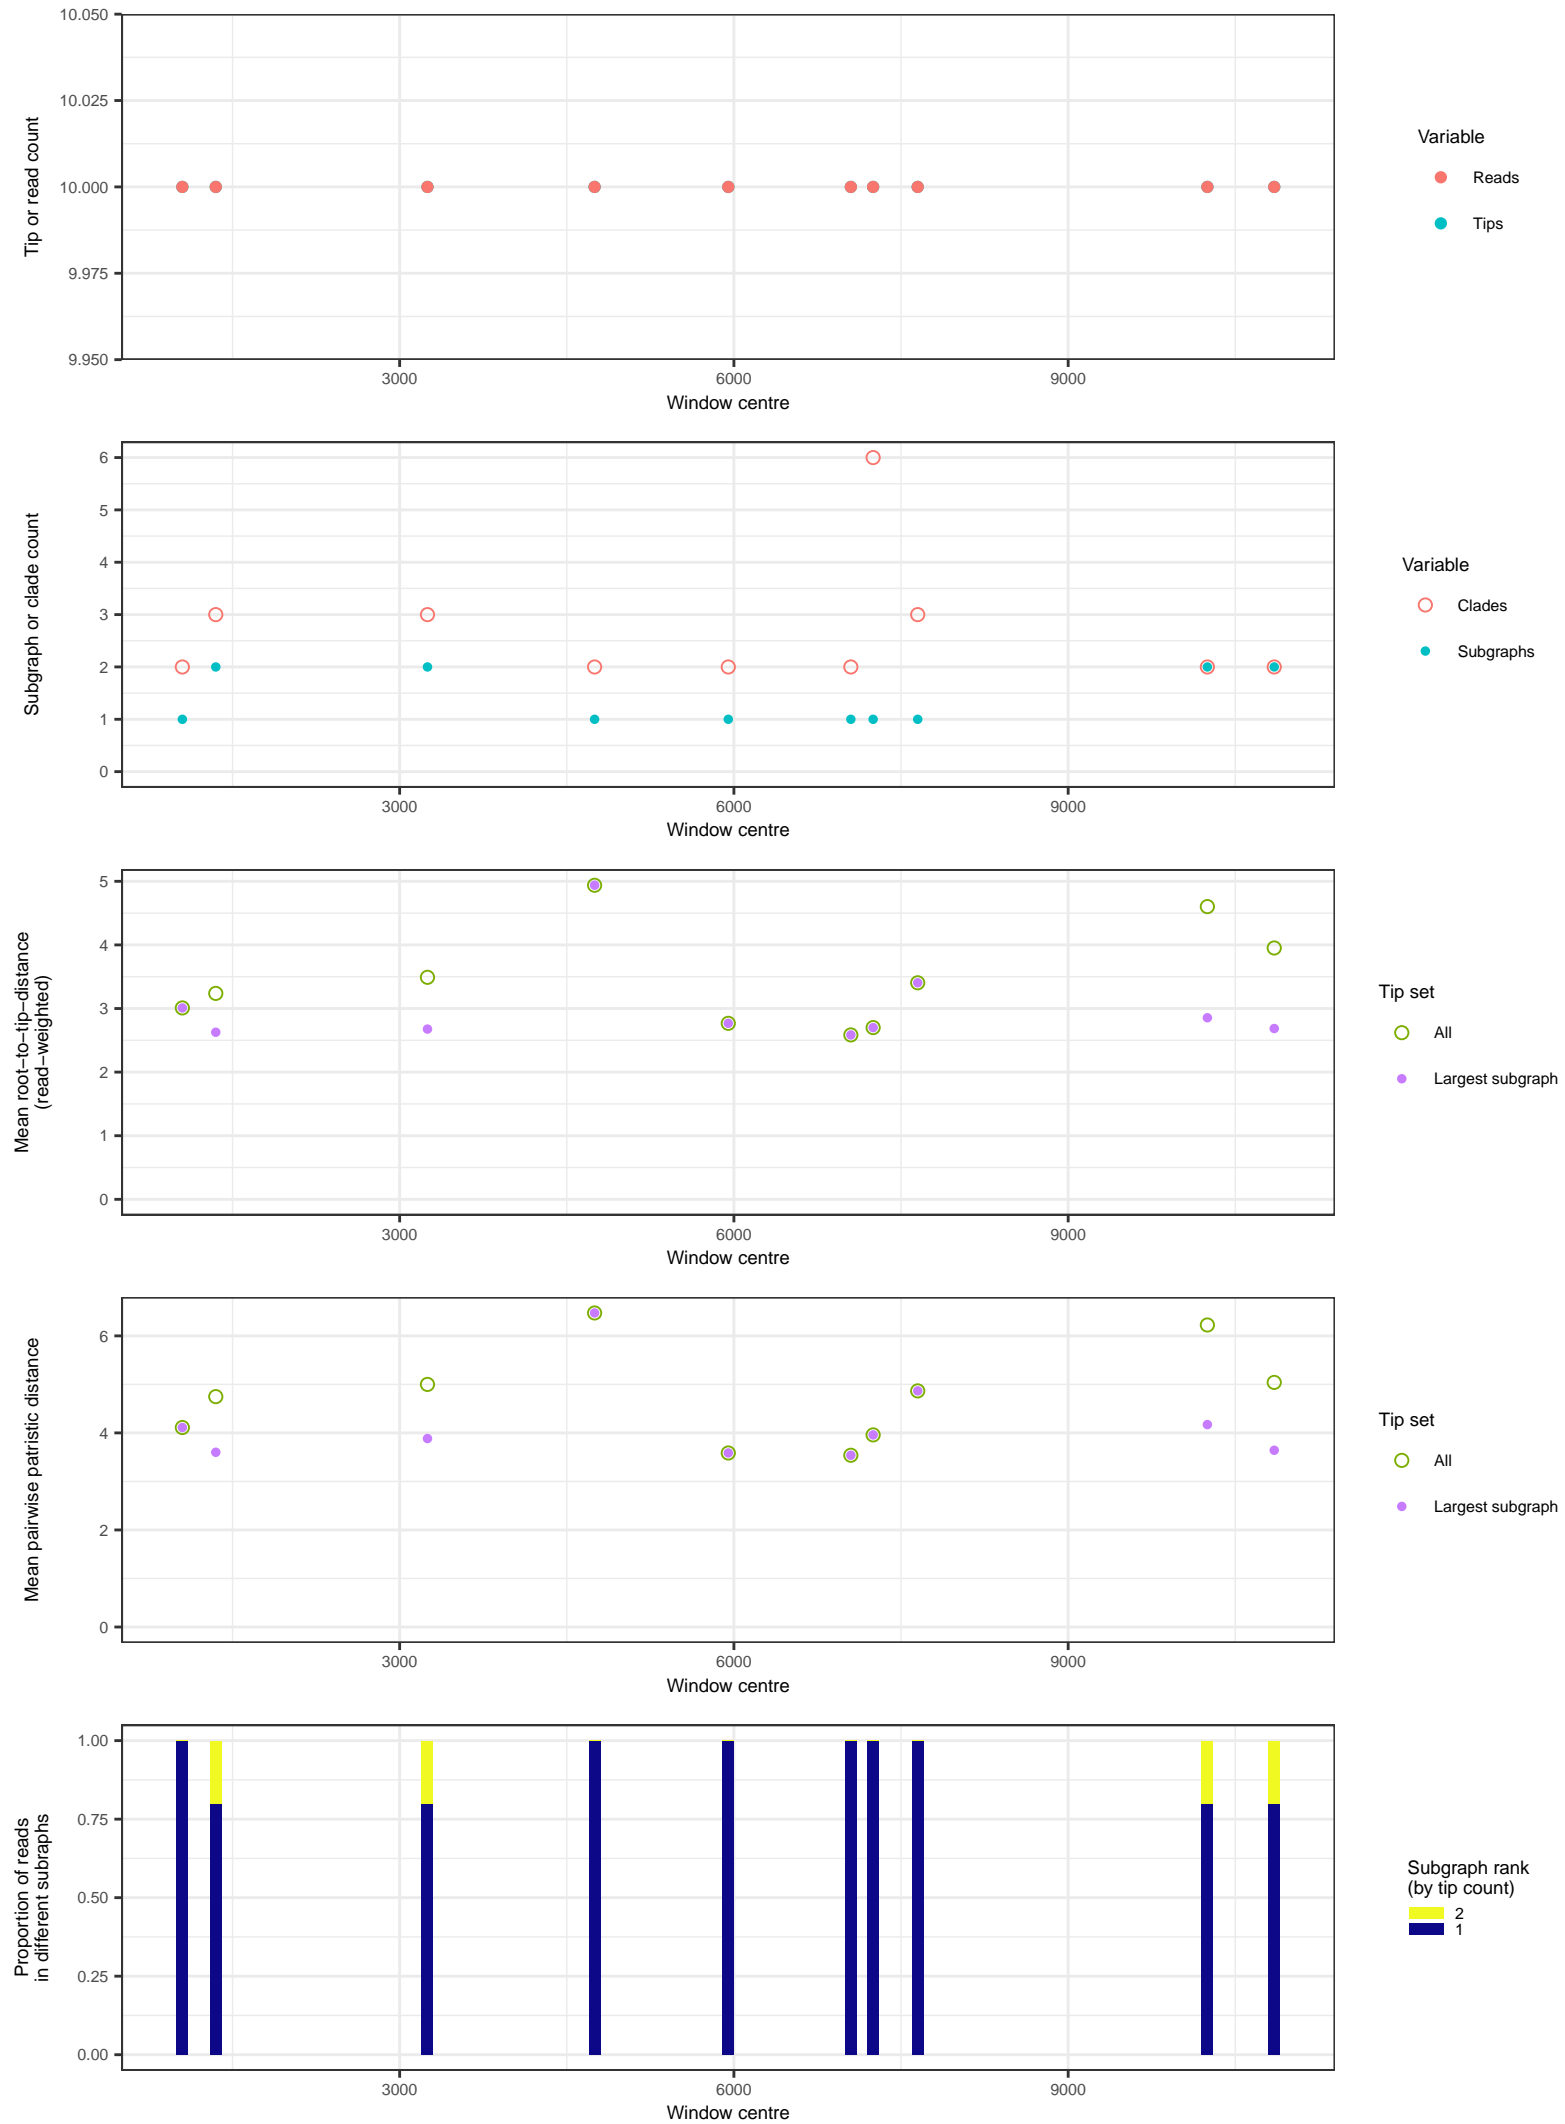 10.050
10.025
10.000
9.975
9.950
Tip or read count
3000
6000
9000
Window centre
Variable
Reads
Tips
6
5
4
3
2
1
0
Subgraph or clade count
3000
6000
9000
Window centre
Variable
Clades
Subgraphs
5
4
3
2
1
0
Mean root−to−tip−distance
(read−weighted)
3000
6000
9000
Window centre
Tip set
All
Largest subgraph
6
4
2
0
Mean pairwise patristic distance
3000
6000
9000
Window centre
Tip set
All
Largest subgraph
1.00
0.75
0.50
0.25
0.00
Proportion of reads
in different subraphs
3000
6000
9000
Window centre
Subgraph rank
(by tip count)
2
1